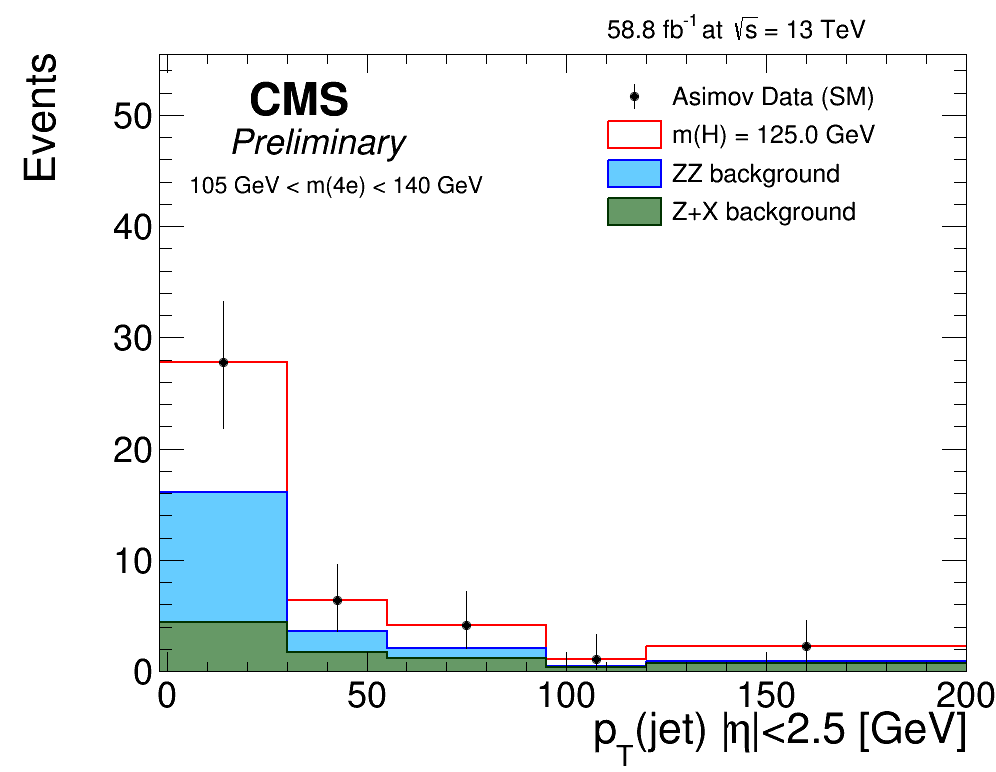 58.8 fb-1 at √s = 13 TeV
Events
CMS
Preliminary
105 GeV < m(4e) < 140 GeV
Asimov Data (SM)
m(H) = 125.0 GeV
ZZ background
Z+X background
50
40
30
20
10
0
0 50 100 150 200
pT(jet) |η|<2.5 [GeV]